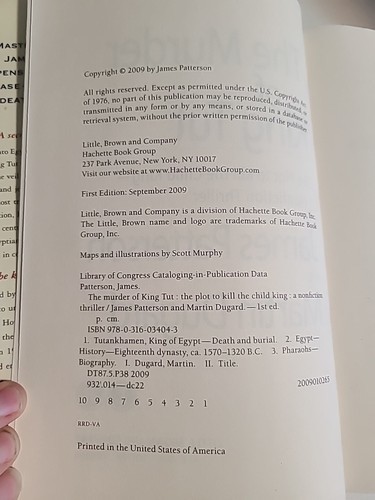 Copyright © 2009 by James Patterson
All rights reserved. Except as permitted under the U.S. Copyright
of 1976, no part of this publication may be reproduced, distributed
transmitted in any form or by any means, or stored in a database
retrieval system, without the prior written permission of the publisher.
Little, Brown and Company
Hachette Book Group
237 Park Avenue, New York, NY 10017
Visit our website at www.HachetteBookGroup.com
First Edition: September 2009
Little, Brown and Company is a division of Hachette Book Group, Inc.
The Little, Brown name and logo are trademarks of Hachette Book
Group, Inc.
Maps and illustrations by Scott Murphy
Library of Congress Cataloging-in-Publication Data
Patterson, James.
The murder of King Tut : the plot to kill the child king : a nonfiction
thriller / James Patterson and Martin Dugard. — 1st ed.
p. cm.
ISBN 978-0-316-03404-3
1. Tutankhamen, King of Egypt — Death and burial. 2. Egypt—
History—Eighteenth dynasty, ca. 1570–1320 B.C. 3. Pharaohs—
Biography. I. Dugard, Martin. II. Title.
DT87.5.P38 2009
932'.014—dc22 2009010265
10 9 8 7 6 5 4 3 2 1
RRD-VA
Printed in the United States of America